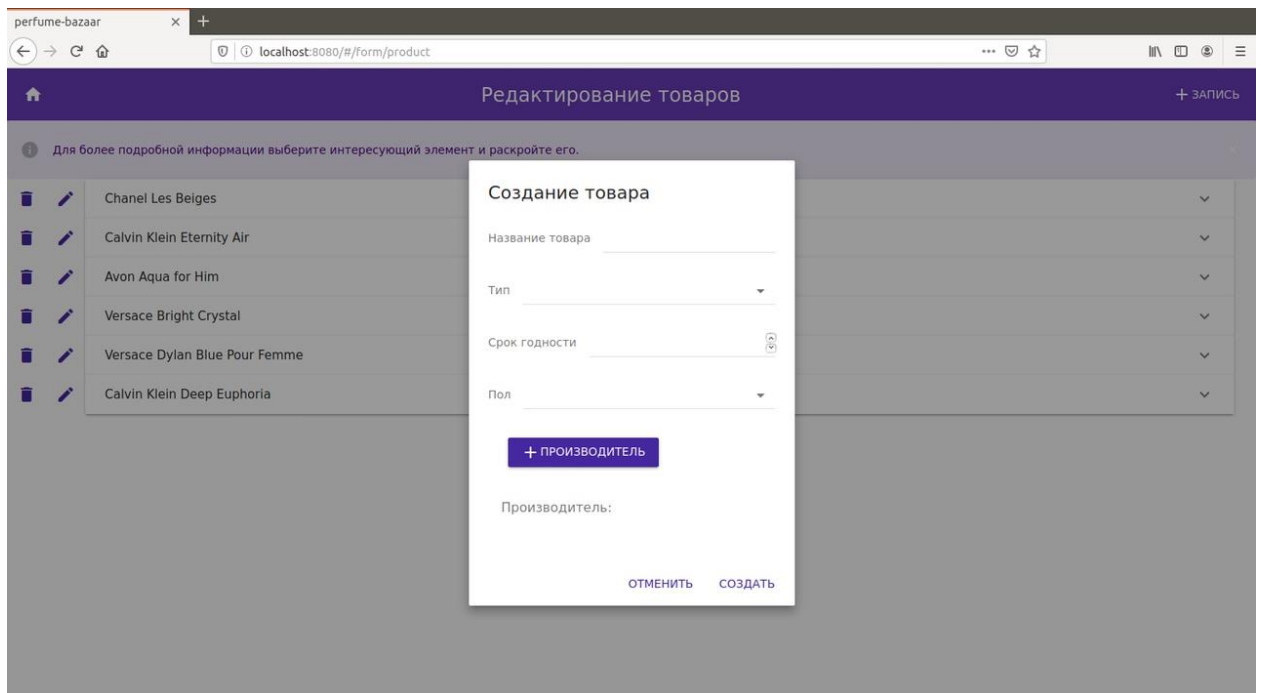 perfume-bazaar
localhost:8080/#/form/product
Редактирование товаров
ЗАПИСЬ
Для более подробной информации выберите интересующий элемент и раскройте его.
Chanel Les Beiges
Calvin Klein Eternity Air
Avon Aqua for Him
Versace Bright Crystal
Versace Dylan Blue Pour Femme
Calvin Klein Deep Euphoria
Создание товара
Название товара
Тип
Срок годности
Пол
+ ПРОИЗВОДИТЕЛЬ
Производитель:
ОТМЕНИТЬ СОЗДАТЬ